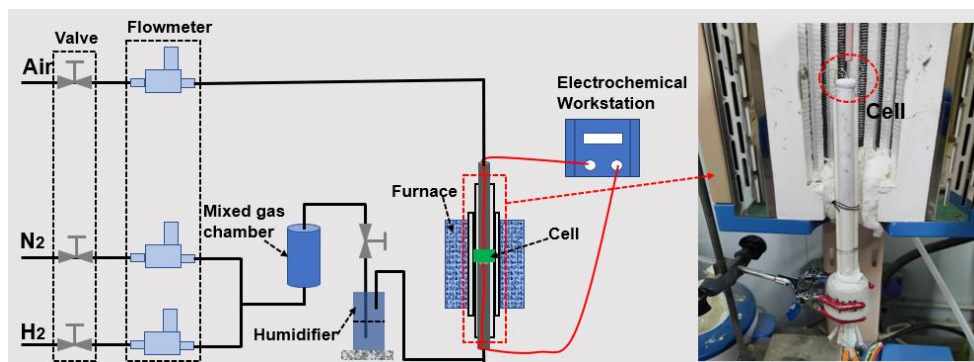 Flowmeter
Valve
Air
Electrochemical
Workstation
Cell
Furnace
Mixed gas
chamber
N2
Cell
Humidifier
H2